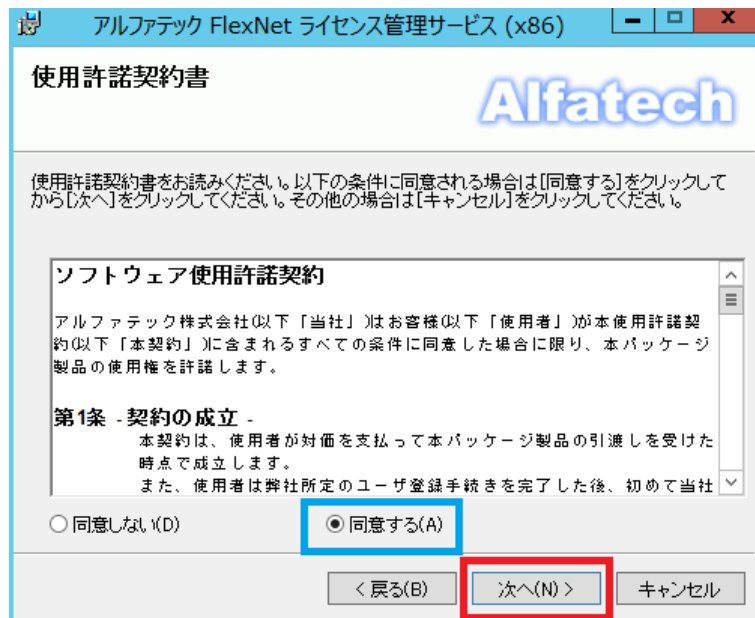 アルファテック FlexNet ライセンス管理サービス (x86)
使用許諾契約書
Alfatech
使用許諾契約書をお読みください。以下の条件に同意される場合は[同意する]をクリックして
から[次へ]をクリックしてください。その他の場合は[キャンセル]をクリックしてください。
ソフトウェア使用許諾契約
アルファテック株式会社(以下「当社」)はお客様(以下「使用者」)が本使用許諾契
約(以下「本契約」)に含まれるすべての条件に同意した場合に限り、本パッケージ
製品の使用権を許諾します。
第1条 - 契約の成立 -
本契約は、使用者が対価を支払って本パッケージ製品の引渡しを受けた
時点で成立します。
また、使用者は弊社所定のユーザ登録手続きを完了した後、初めて当社
同意しない(D) 同意する(A)
< 戻る(B) 次へ(N) > キャンセル